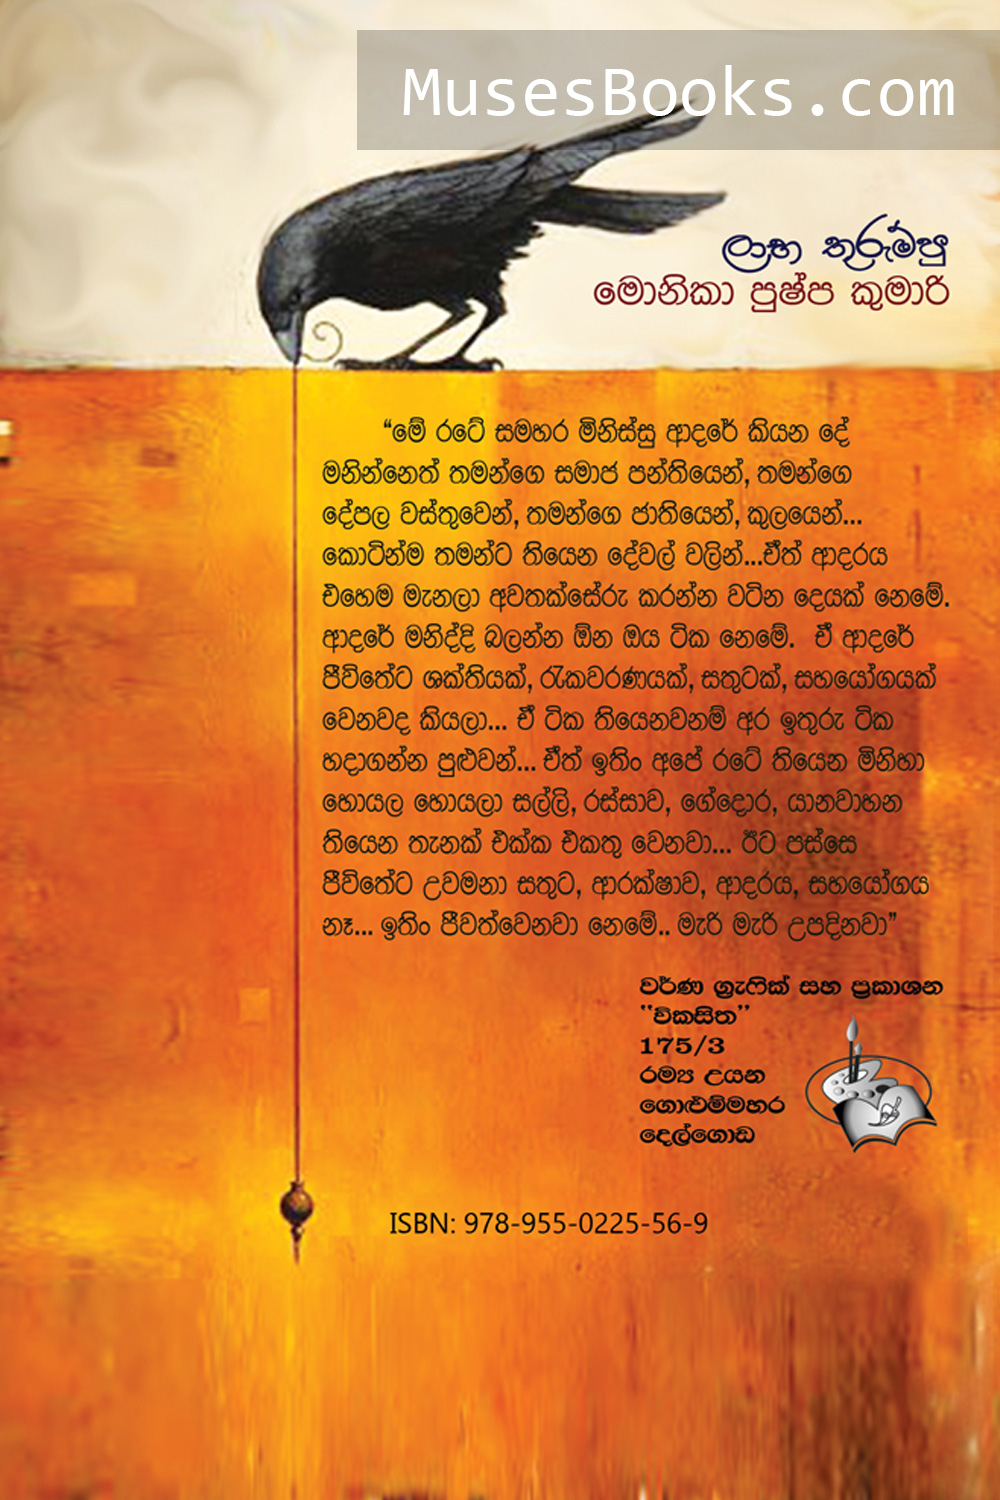 MusesBooks.com
ලාභ තුරුම්පු
මොනිකා පුෂ්ප කුමාරි
“මේ රටේ සමහර මිනිස්සු ආදරේ කියන දේ
මනින්නෙත් තමන්ගෙ සමාජ පන්තියෙන්, තමන්ගෙ
දේපල වස්තුවෙන්, තමන්ගෙ ජාතියෙන්, කුලයෙන්...
කොටින්ම තමන්ට තියෙන දේවල් වලින්...ඒත් ආදරය
එහෙම මැනලා අවතක්සේරු කරන්න වටින දෙයක් නෙමේ.
ආදරේ මනිද්දි බලන්න ඕන ඔය ටික නෙමේ. ඒ ආදරේ
ජීවිතේට ශක්තියක්, රැකවරණයක්, සතුටක්, සහයෝගයක්
වෙනවද කියලා... ඒ ටික තියෙනවනම් අර ඉතුරු ටික
හදාගන්න පුළුවන්... ඒත් ඉතිං අපේ රටේ තියෙන මිනිහා
හොයල හොයලා සල්ලි, රස්සාව, ගේදොර, යානවාහන
තියෙන තැනක් එක්ක එකතු වෙනවා... ඊට පස්සෙ
ජීවිතේට උවමනා සතුට, ආරක්ෂාව, ආදරය, සහයෝගය
නෑ... ඉතිං ජීවත්වෙනවා නෙමේ.. මැරි මැරි උපදිනවා”
වර්ණ ග්‍රැෆික් සහ ප්‍රකාශන
“විකසිත”
175/3
රම්‍ය උයන
ගොළුම්මහර
දෙල්ගොඩ
ISBN: 978-955-0225-56-9